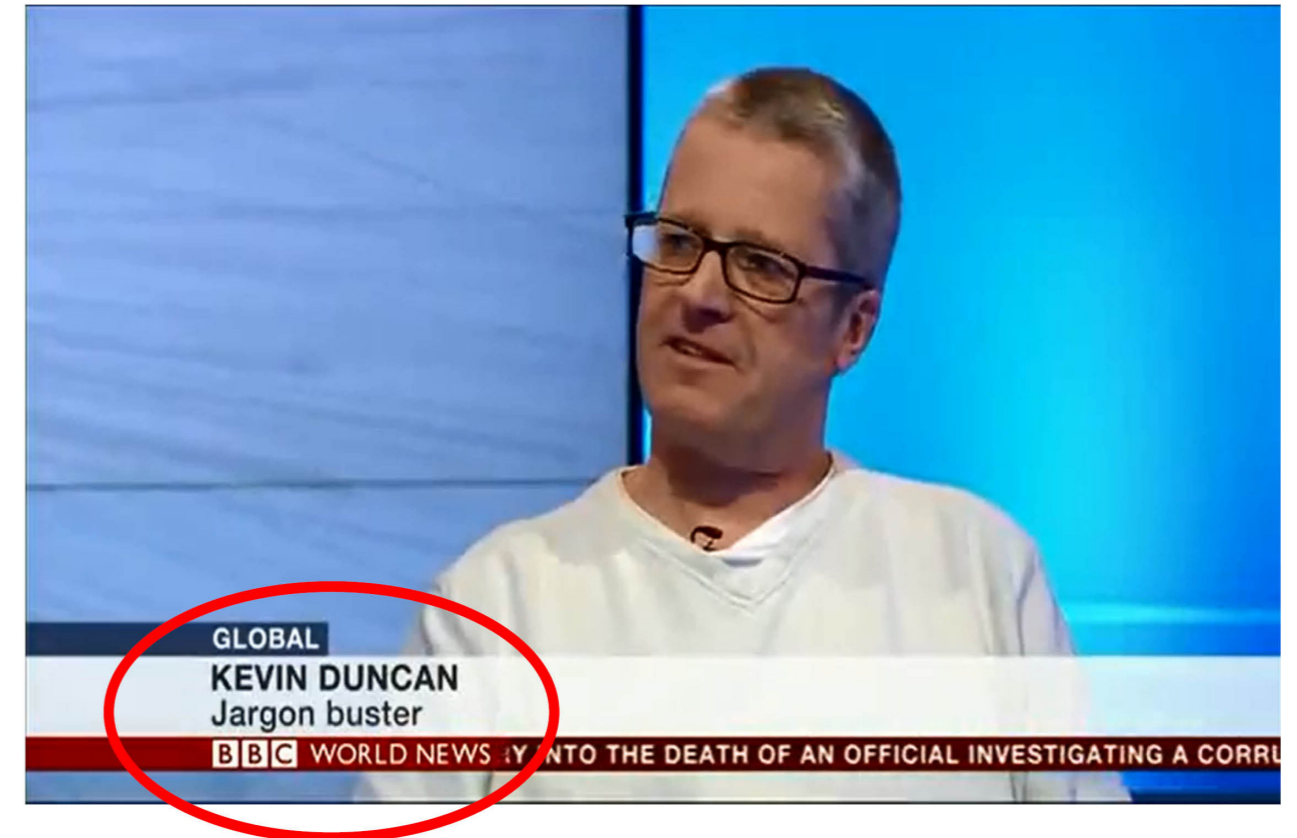 GLOBAL
KEVIN DUNCAN
Jargon buster
BBC WORLD NEWS INTO THE DEATH OF AN OFFICIAL INVESTIGATING A